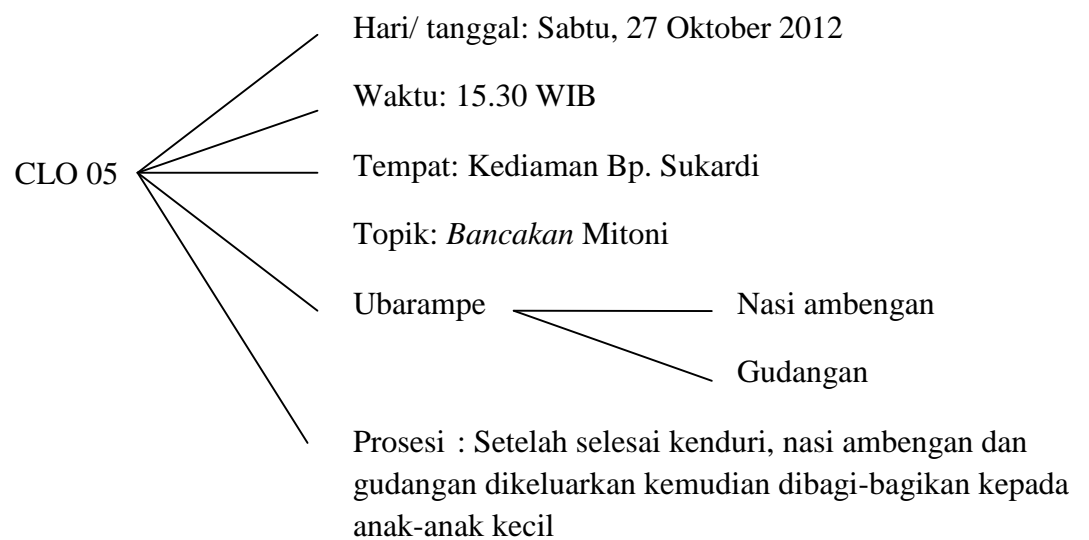 Hari/ tanggal: Sabtu, 27 Oktober 2012
Waktu: 15.30 WIB
CLO 05
Tempat: Kediaman Bp. Sukardi
Topik: Bancakan Mitoni
Ubarampe
Nasi ambengan
Gudangan
Prosesi : Setelah selesai kenduri, nasi ambengan dan
gudangan dikeluarkan kemudian dibagi-bagikan kepada
anak-anak kecil